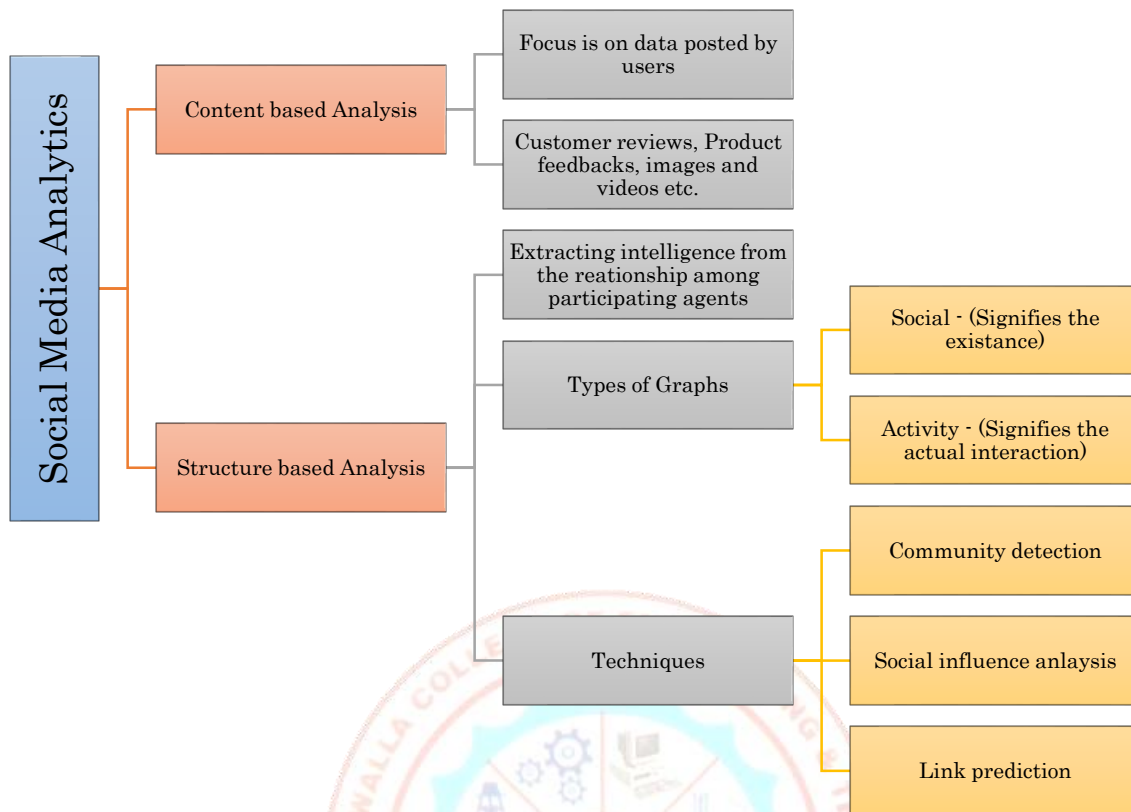 Social Media Analytics
Content based Analysis
Focus is on data posted by
users
Customer reviews, Product
feedbacks, images and
videos etc.
Structure based Analysis
Extracting intelligence from
the reationship among
participating agents
Types of Graphs
Social - (Signifies the
existance)
Activity - (Signifies the
actual interaction)
Techniques
Community detection
Social influence anlaysis
Link prediction